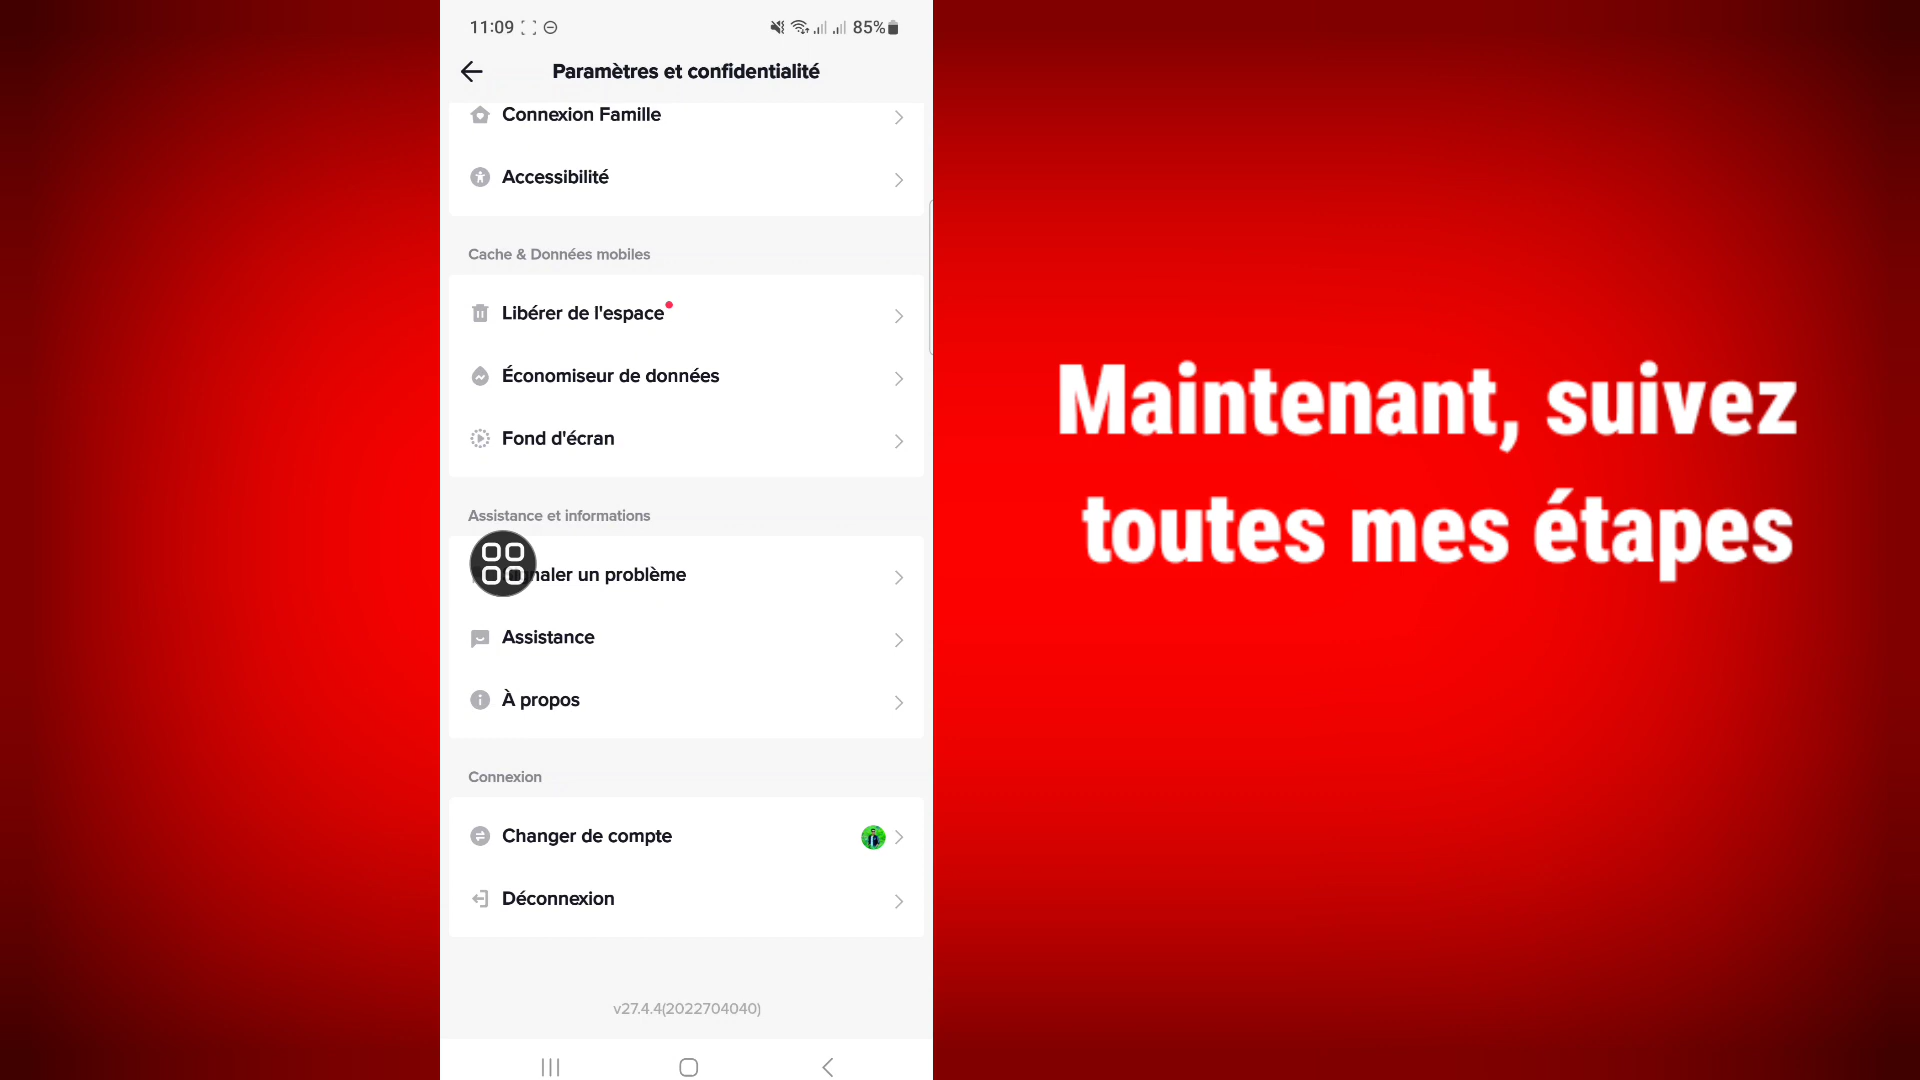 11:09
85%
Paramètres et confidentialité
Connexion Famille
Accessibilité
Cache & Données mobiles
Libérer de l'espace
Économiseur de données
Fond d'écran
Assistance et informations
naler un problème
Assistance
À propos
Connexion
Changer de compte
Déconnexion
v27.4.4(2022704040)
Maintenant, suivez
toutes mes étapes